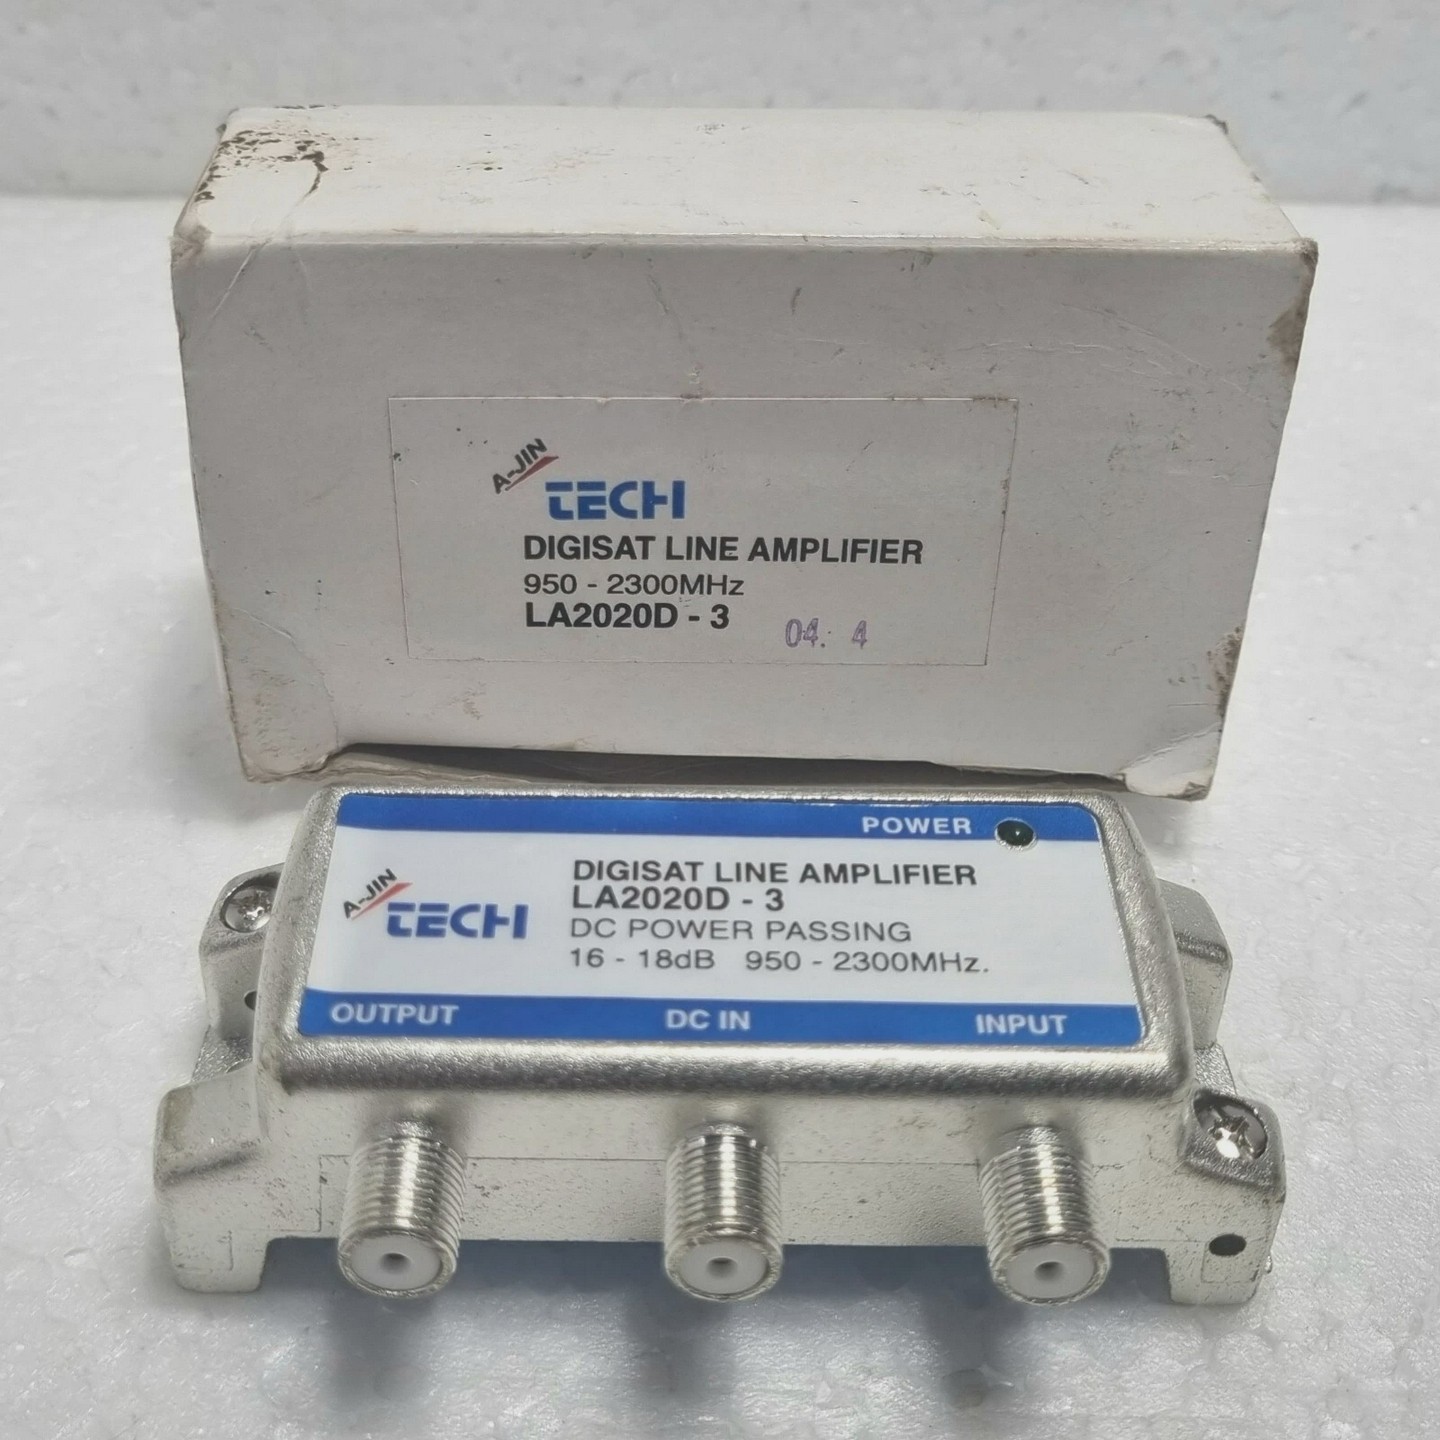 A-JIN
TECH
DIGISAT LINE AMPLIFIER
950 - 2300MHz
LA2020D - 3
04. 4
POWER
A-JIN
TECH
DIGISAT LINE AMPLIFIER
LA2020D - 3
DC POWER PASSING
16 - 18dB 950 - 2300MHz.
OUTPUT DC IN INPUT